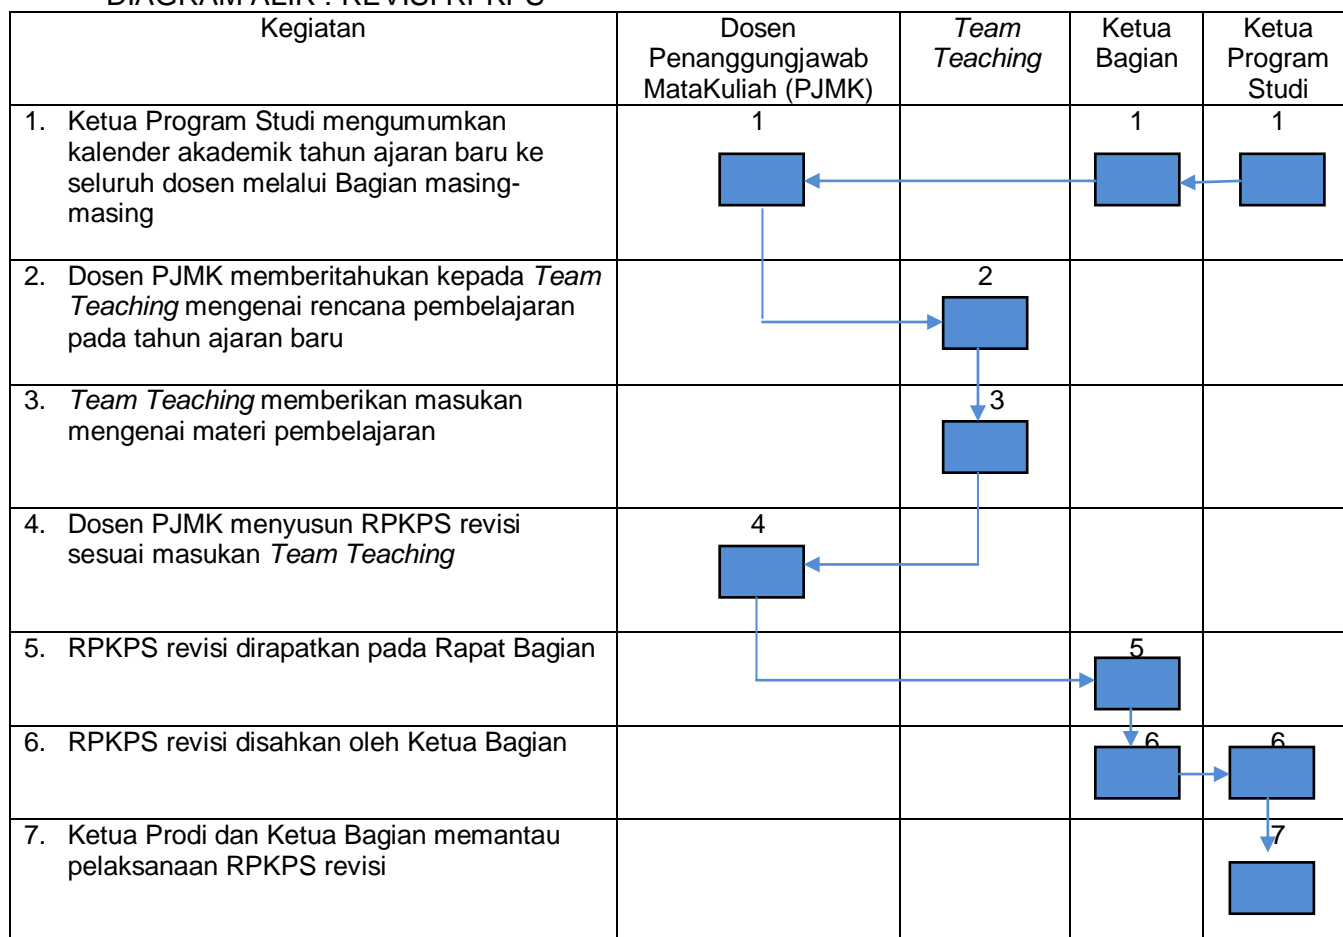 DIAGRAM ALIR : REVISI RPKPS
Kegiatan
Dosen
Penanggungjawab
MataKuliah (PJMK)
Team
Teaching
Ketua
Bagian
Ketua
Program
Studi
1. Ketua Program Studi mengumumkan
kalender akademik tahun ajaran baru ke
seluruh dosen melalui Bagian masing-
masing
1
1
1
2. Dosen PJMK memberitahukan kepada Team
Teaching mengenai rencana pembelajaran
pada tahun ajaran baru
2
3. Team Teaching memberikan masukan
mengenai materi pembelajaran
3
4. Dosen PJMK menyusun RPKPS revisi
sesuai masukan Team Teaching
4
5. RPKPS revisi dirapatkan pada Rapat Bagian
5
6. RPKPS revisi disahkan oleh Ketua Bagian
6
6
7. Ketua Prodi dan Ketua Bagian memantau
pelaksanaan RPKPS revisi
7